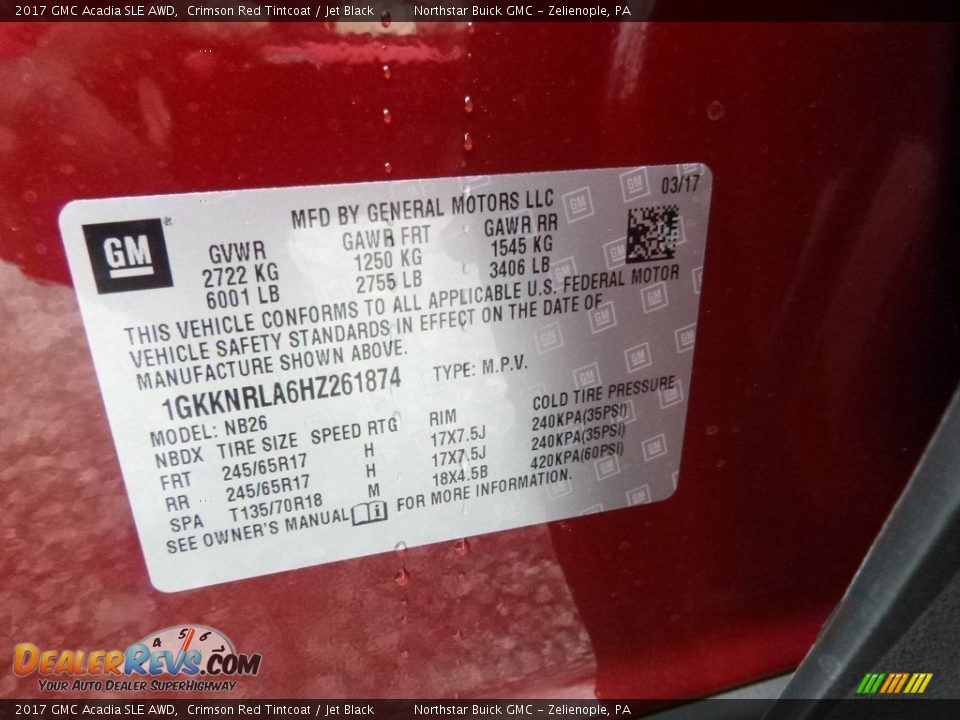 2017 GMC Acadia SLE AWD, Crimson Red Tintcoat / Jet Black Northstar Buick GMC - Zelienople, PA
03/17
MFD BY GENERAL MOTORS LLC
GM
GVWR GAWR FRT GAWR RR
2722 KG 1250 KG 1545 KG
6001 LB 2755 LB 3406 LB
THIS VEHICLE CONFORMS TO ALL APPLICABLE U.S. FEDERAL MOTOR
VEHICLE SAFETY STANDARDS IN EFFECT ON THE DATE OF
MANUFACTURE SHOWN ABOVE.
1GKKNRLA6HZ261874 TYPE: M.P.V.
MODEL: NB26
NBDX TIRE SIZE SPEED RTG RIM COLD TIRE PRESSURE
FRT 245/65R17 H 17X7.5J 240KPA(35PSI)
RR 245/65R17 H 17X7.5J 240KPA(35PSI)
SPA T135/70R18 M 18X4.5B 420KPA(60PSI)
SEE OWNER'S MANUAL FOR MORE INFORMATION.
4 5 6
DEALERREVS.COM
YOUR AUTO DEALER SUPERHIGHWAY
2017 GMC Acadia SLE AWD, Crimson Red Tintcoat / Jet Black Northstar Buick GMC - Zelienople, PA